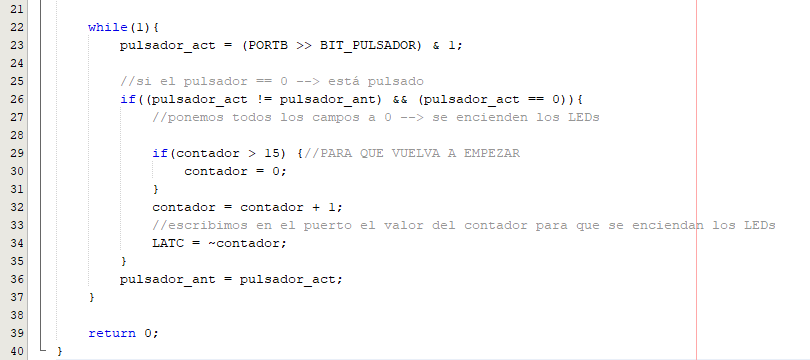 21
22 while(1){
23 pulsador_act = (PORTB >> BIT_PULSADOR) & 1;
24
25 //si el pulsador == 0 --> está pulsado
26 if((pulsador_act != pulsador_ant) && (pulsador_act == 0)){
27 //ponemos todos los campos a 0 --> se encienden los LEDs
28
29 if(contador > 15) {//PARA QUE VUELVA A EMPEZAR
30 contador = 0;
31 }
32 contador = contador + 1;
33 //escribimos en el puerto el valor del contador para que se enciendan los LEDs
34 LATC = ~contador;
35 }
36 pulsador_ant = pulsador_act;
37 }
38
39 return 0;
40 }